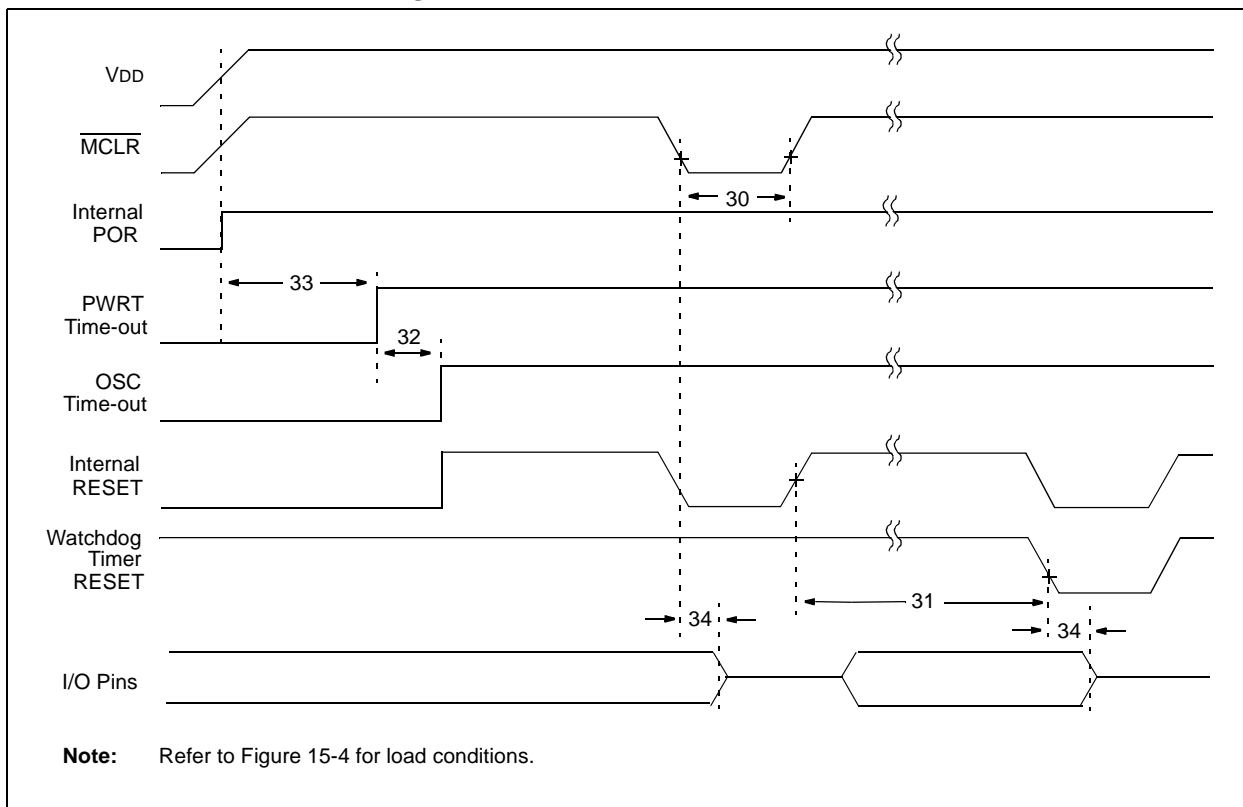 VDD
MCLR
30
Internal
POR
33
PWRT
Time-out
32
OSC
Time-out
Internal
RESET
Watchdog
Timer
RESET
31
34
34
I/O Pins
Note: Refer to Figure 15-4 for load conditions.